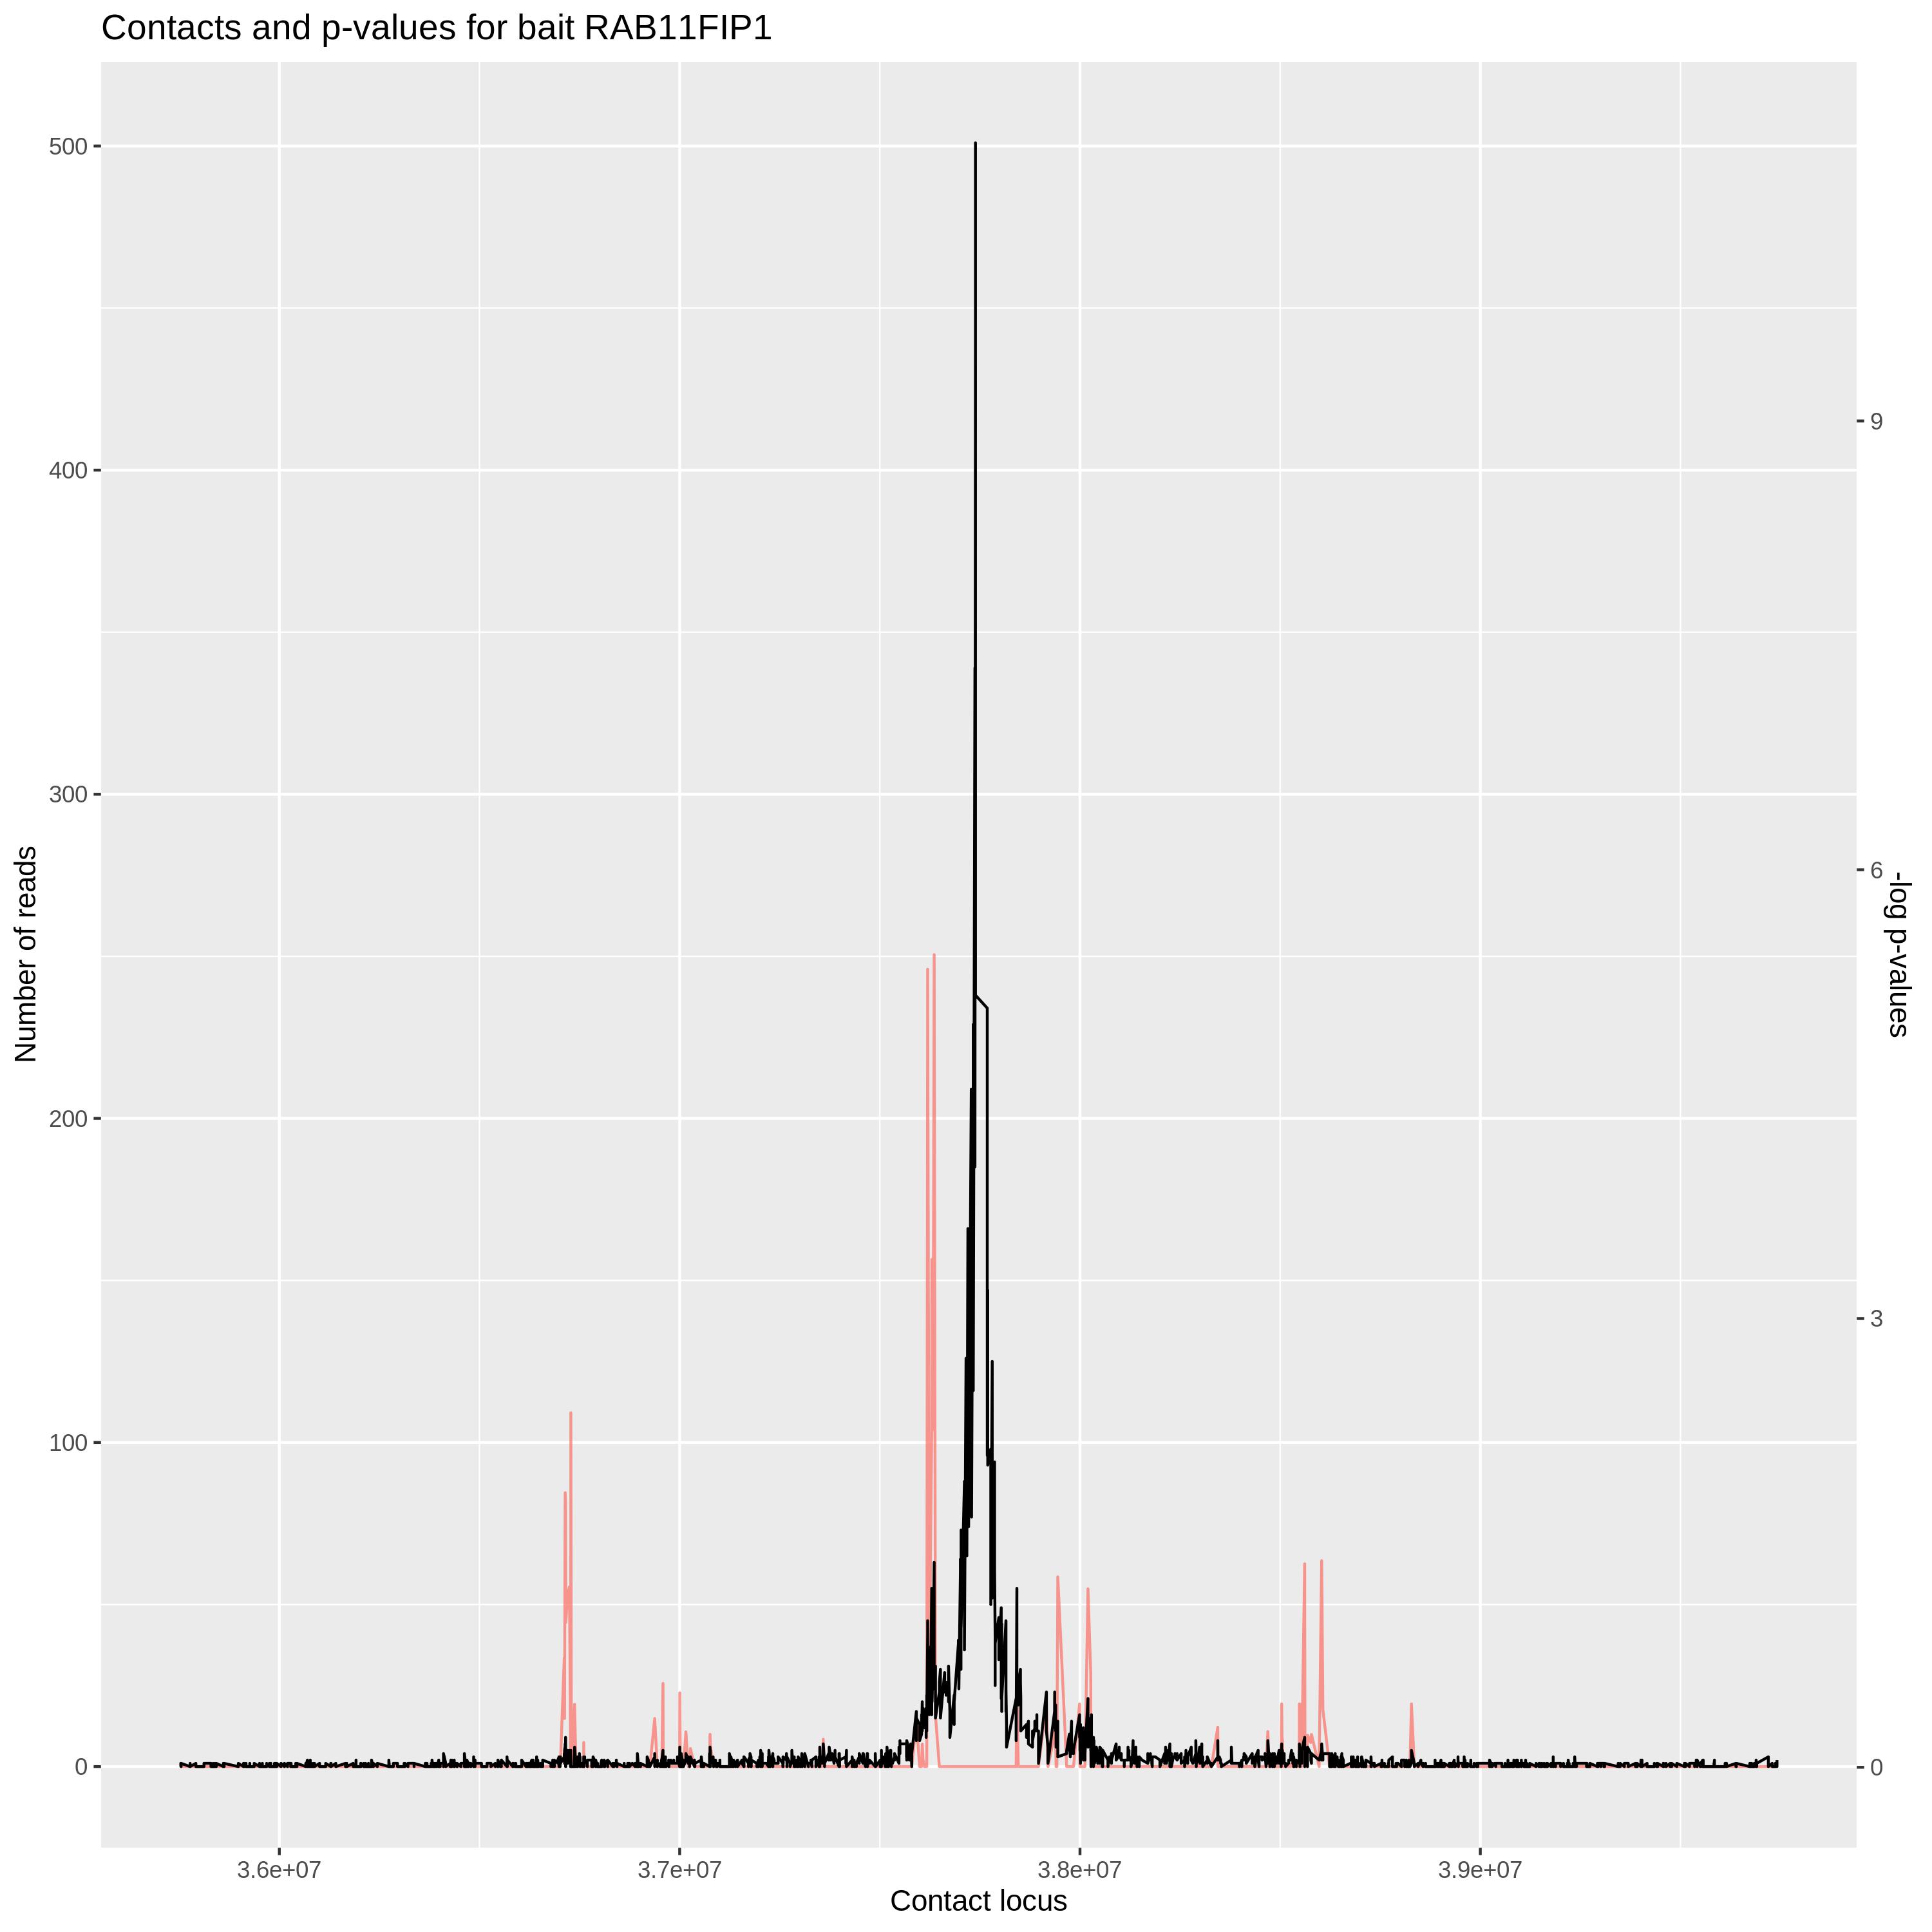 Contacts and p-values for bait RAB11FIP1
500
400
300
200
100
0
Number of reads
9
6
3
0
-log p-values
3.6e+07
3.7e+07
3.8e+07
3.9e+07
Contact locus